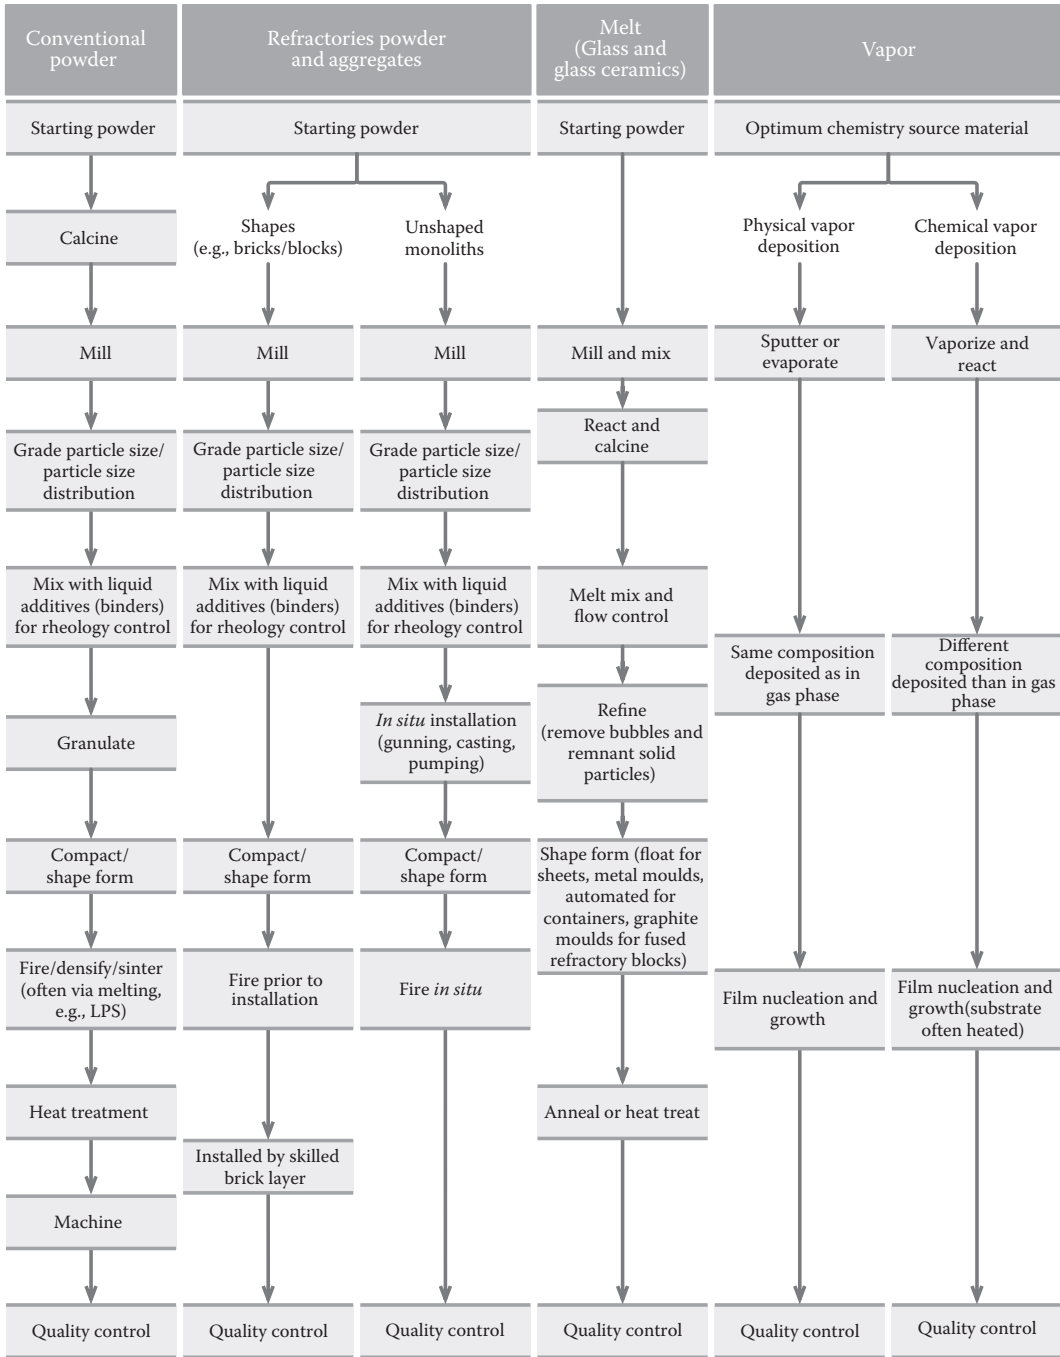 Conventional
powder
Refractories powder
and aggregates
Melt
(Glass and
glass ceramics)
Vapor
Starting powder
Starting powder
Starting powder
Optimum chemistry source material
Calcine
Shapes
(e.g., bricks/blocks)
Unshaped
monoliths
Physical vapor
deposition
Chemical vapor
deposition
Mill
Mill
Mill
Mill and mix
Sputter or
evaporate
Vaporize and
react
React and
calcine
Grade particle size/
particle size
distribution
Grade particle size/
particle size
distribution
Grade particle size/
particle size
distribution
Mix with liquid
additives (binders)
for rheology control
Mix with liquid
additives (binders)
for rheology control
Mix with liquid
additives (binders)
for rheology control
Melt mix and
flow control
Same composition
deposited as in
gas phase
Different
composition
deposited than in gas
phase
Granulate
In situ installation
(gunning, casting,
pumping)
Refine
(remove bubbles and
remnant solid
particles)
Compact/
shape form
Compact/
shape form
Compact/
shape form
Shape form (float for
sheets, metal moulds,
automated for
containers, graphite
moulds for fused
refractory blocks)
Fire/densify/sinter
(often via melting,
e.g., LPS)
Fire prior to
installation
Fire in situ
Film nucleation and
growth
Film nucleation and
growth(substrate
often heated)
Heat treatment
Anneal or heat treat
Installed by skilled
brick layer
Machine
Quality control
Quality control
Quality control
Quality control
Quality control
Quality control